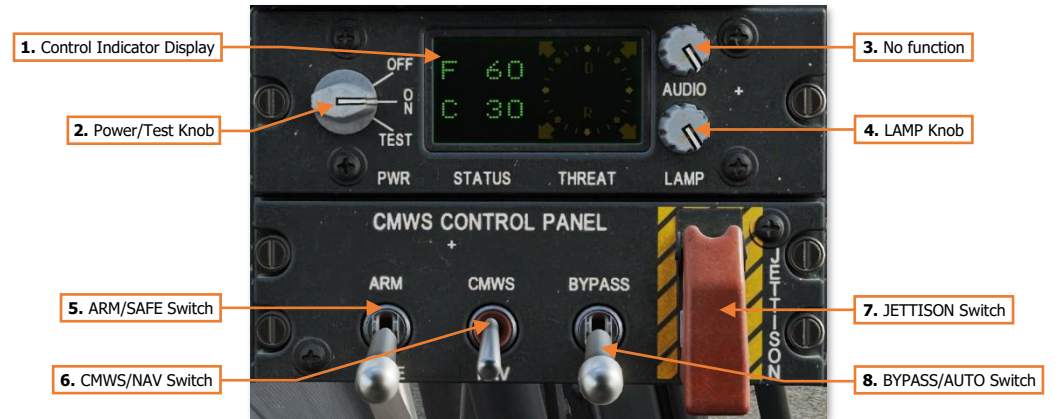 1. Control Indicator Display
2. Power/Test Knob
3. No function
4. LAMP Knob
5. ARM/SAFE Switch
6. CMWS/NAV Switch
7. JETTISON Switch
8. BYPASS/AUTO Switch
OFF
ON
TEST
PWR
F 60
C 30
D
R
STATUS
THREAT
AUDIO
LAMP
CMWS CONTROL PANEL
ARM
CMWS
BYPASS
JETTISON